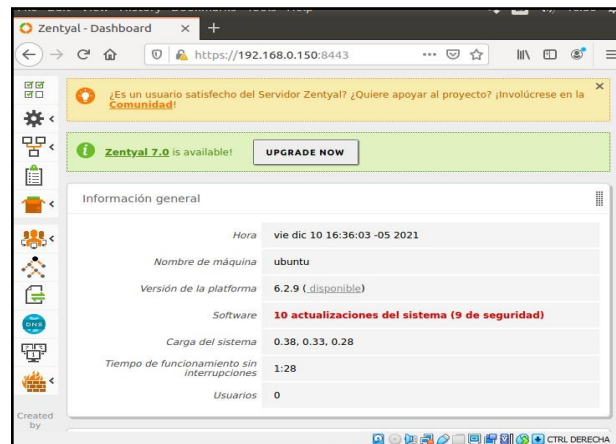 Zentyal - Dashboard
https://192.168.0.150:8443
¿Es un usuario satisfecho del Servidor Zentyal? ¿Quiere apoyar al proyecto? ¡Involúcrese en la
Comunidad!
Zentyal 7.0 is available!
UPGRADE NOW
Información general
Hora vie dic 10 16:36:03 -05 2021
Nombre de máquina ubuntu
Versión de la plataforma 6.2.9 ( disponible)
Software 10 actualizaciones del sistema (9 de seguridad)
Carga del sistema 0.38, 0.33, 0.28
Tiempo de funcionamiento sin
interrupciones 1:28
Usuarios 0
DNS
Created
by
CTRL DERECHA